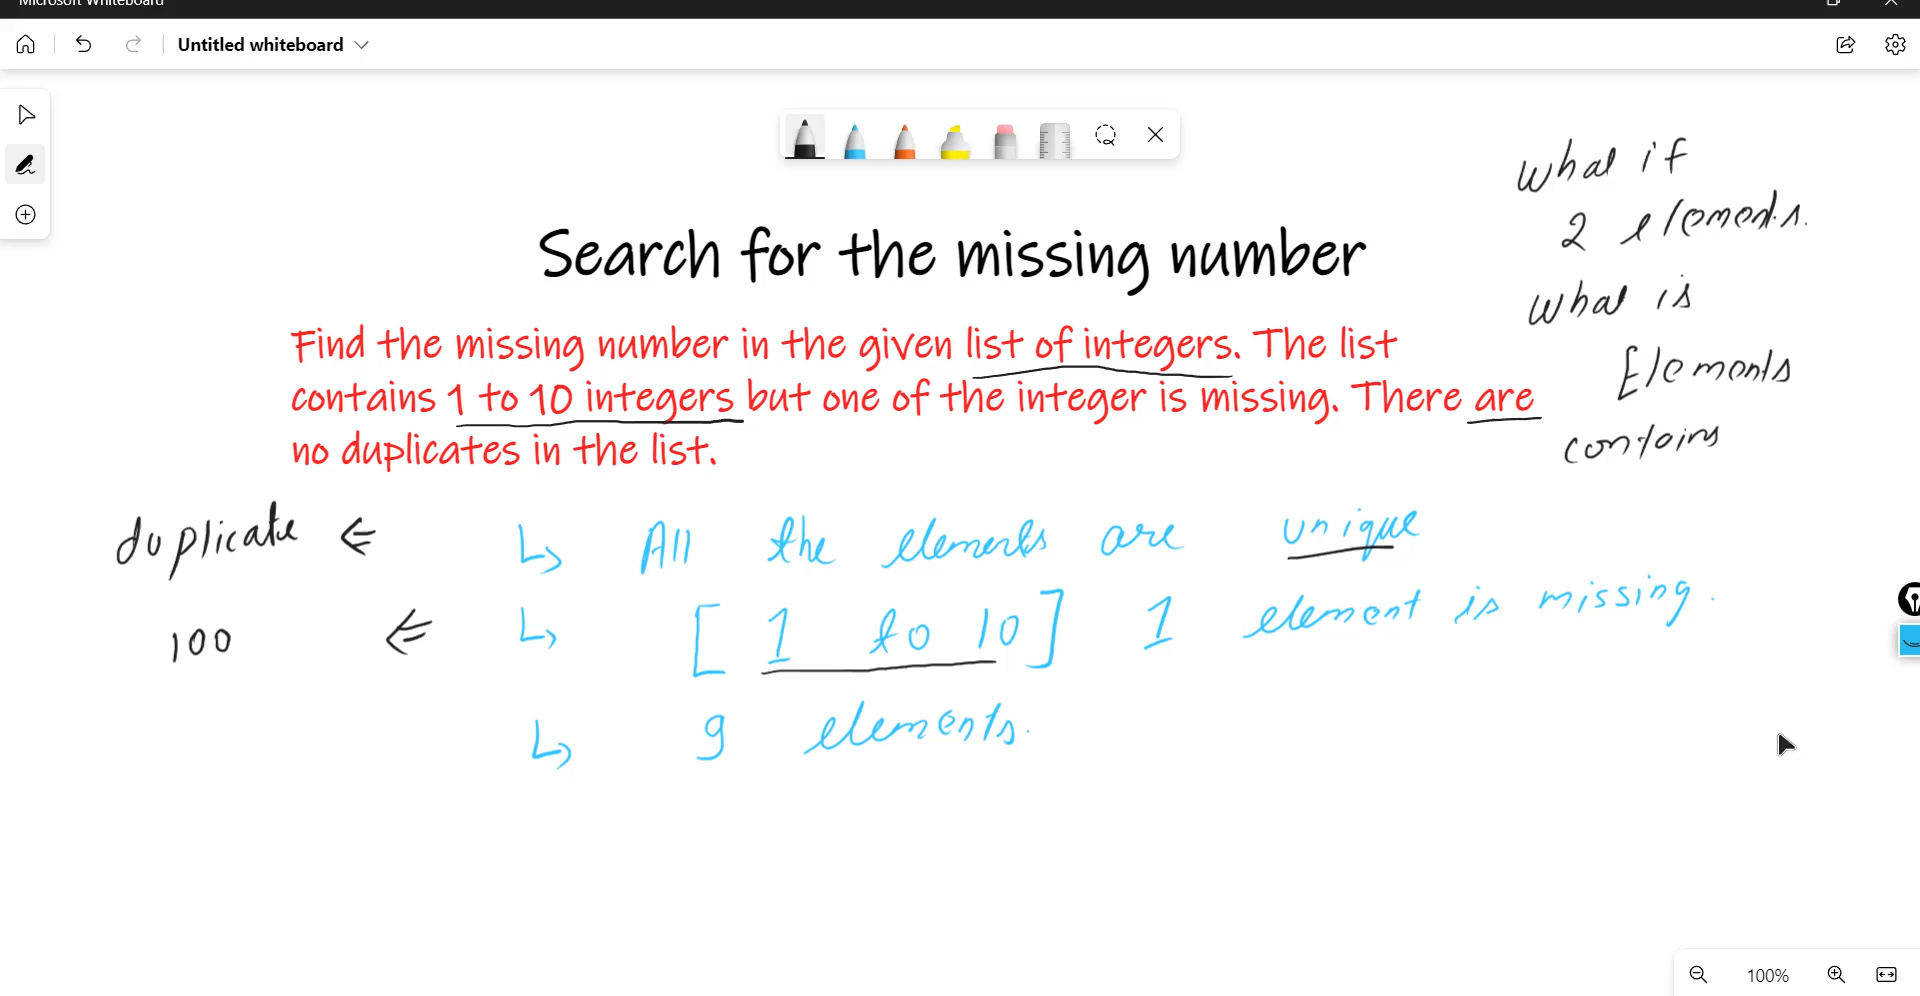 Microsoft Whiteboard
Untitled whiteboard
What if
2 elements.
What is
Elements
contains
Search for the missing number
Find the missing number in the given list of integers. The list
contains 1 to 10 integers but one of the integer is missing. There are
no duplicates in the list.
duplicate ⇐ ↳ All the elements are unique
100 ⇐ ↳ [ 1 to 10 ] 1 element is missing.
↳ 9 elements.
100%